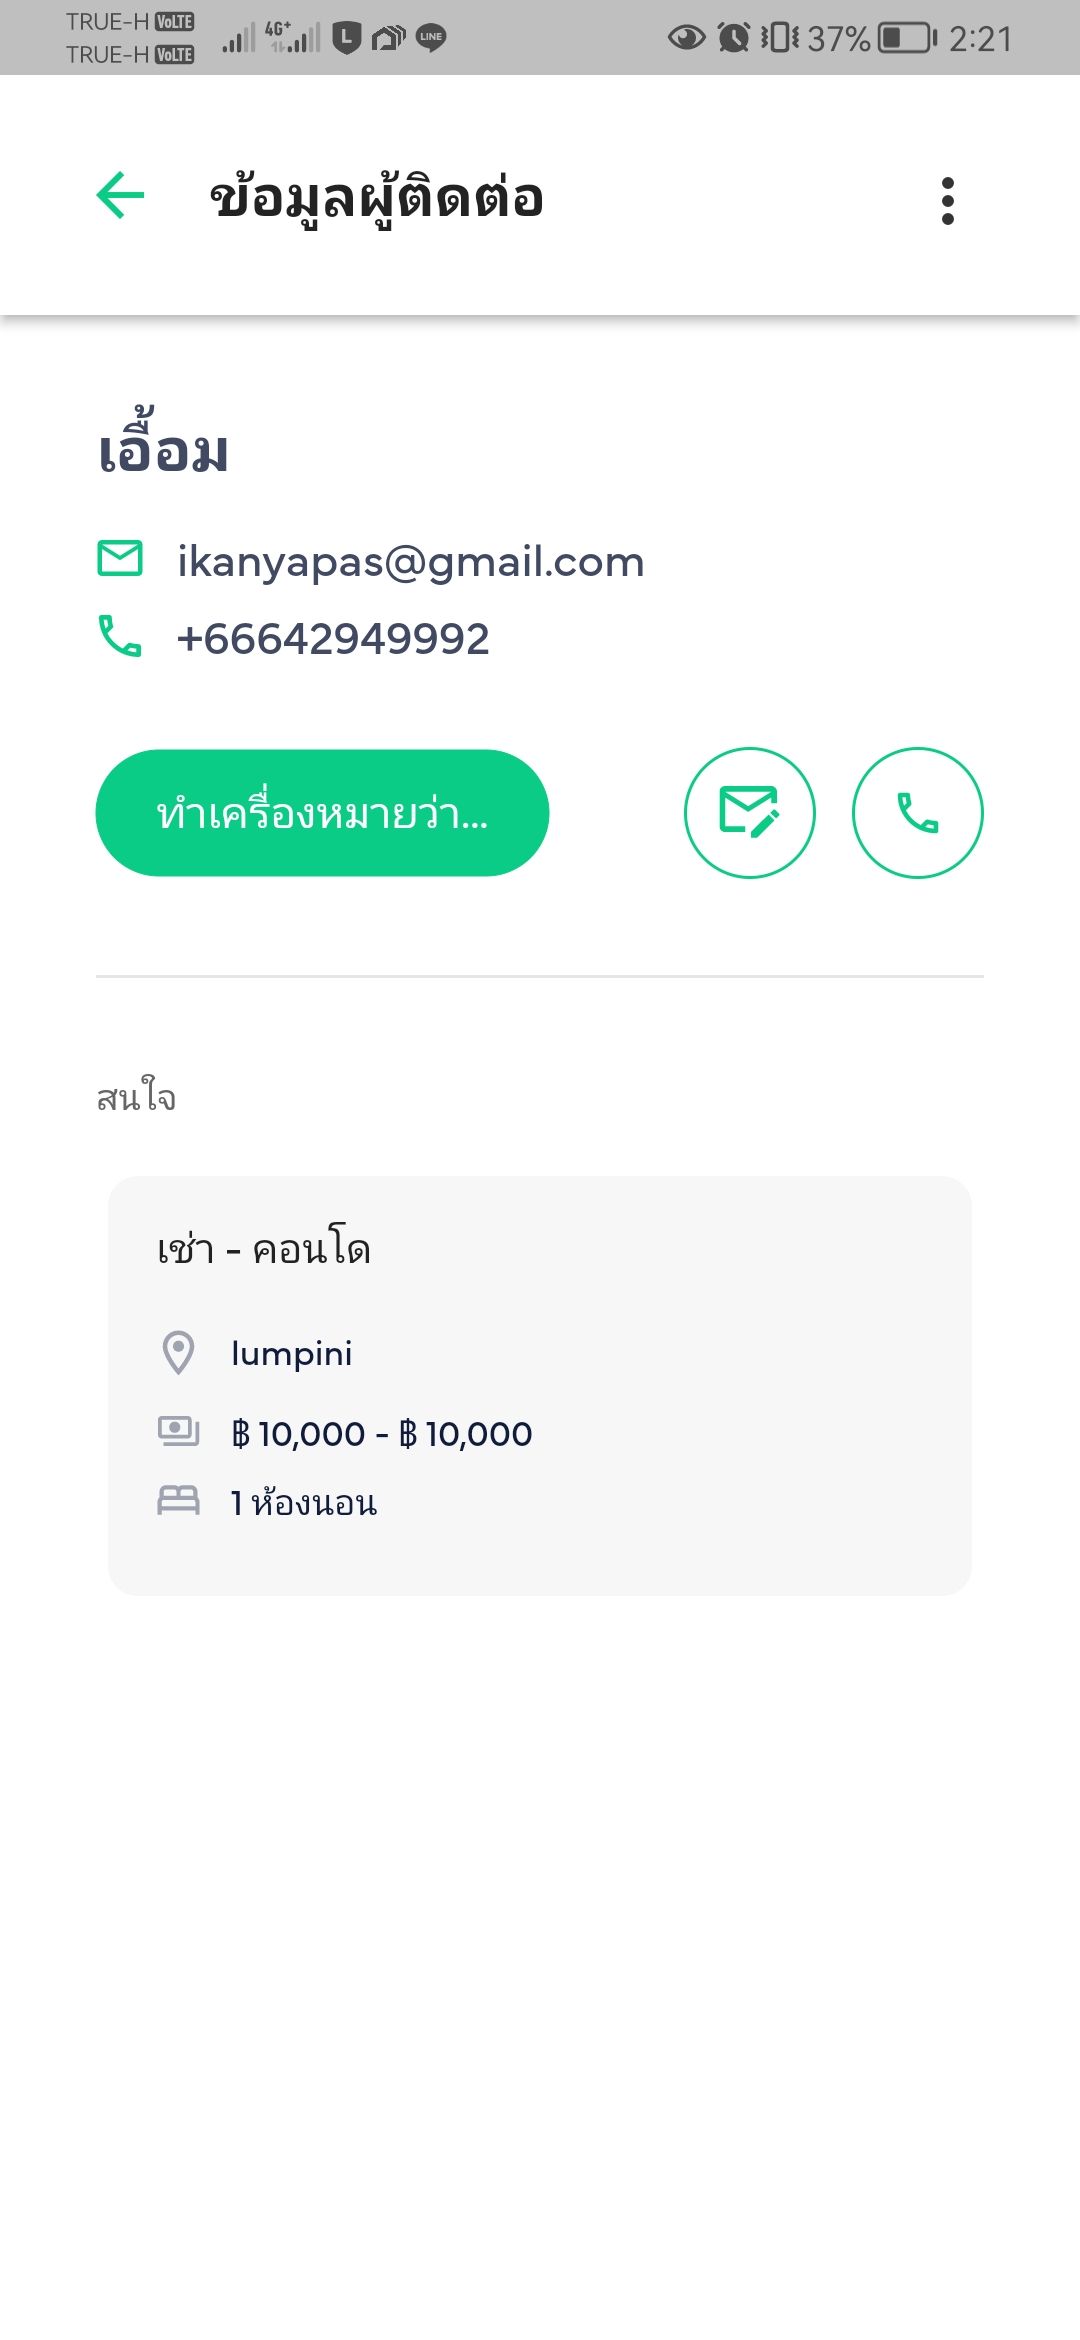 TRUE-H VoLTE
TRUE-H VoLTE
4G+
L
LINE
37%
2:21
ข้อมูลผู้ติดต่อ
เอื้อม
ikanyapas@gmail.com
+66642949992
ทำเครื่องหมายว่า...
สนใจ
เช่า - คอนโด
lumpini
฿ 10,000 - ฿ 10,000
1 ห้องนอน